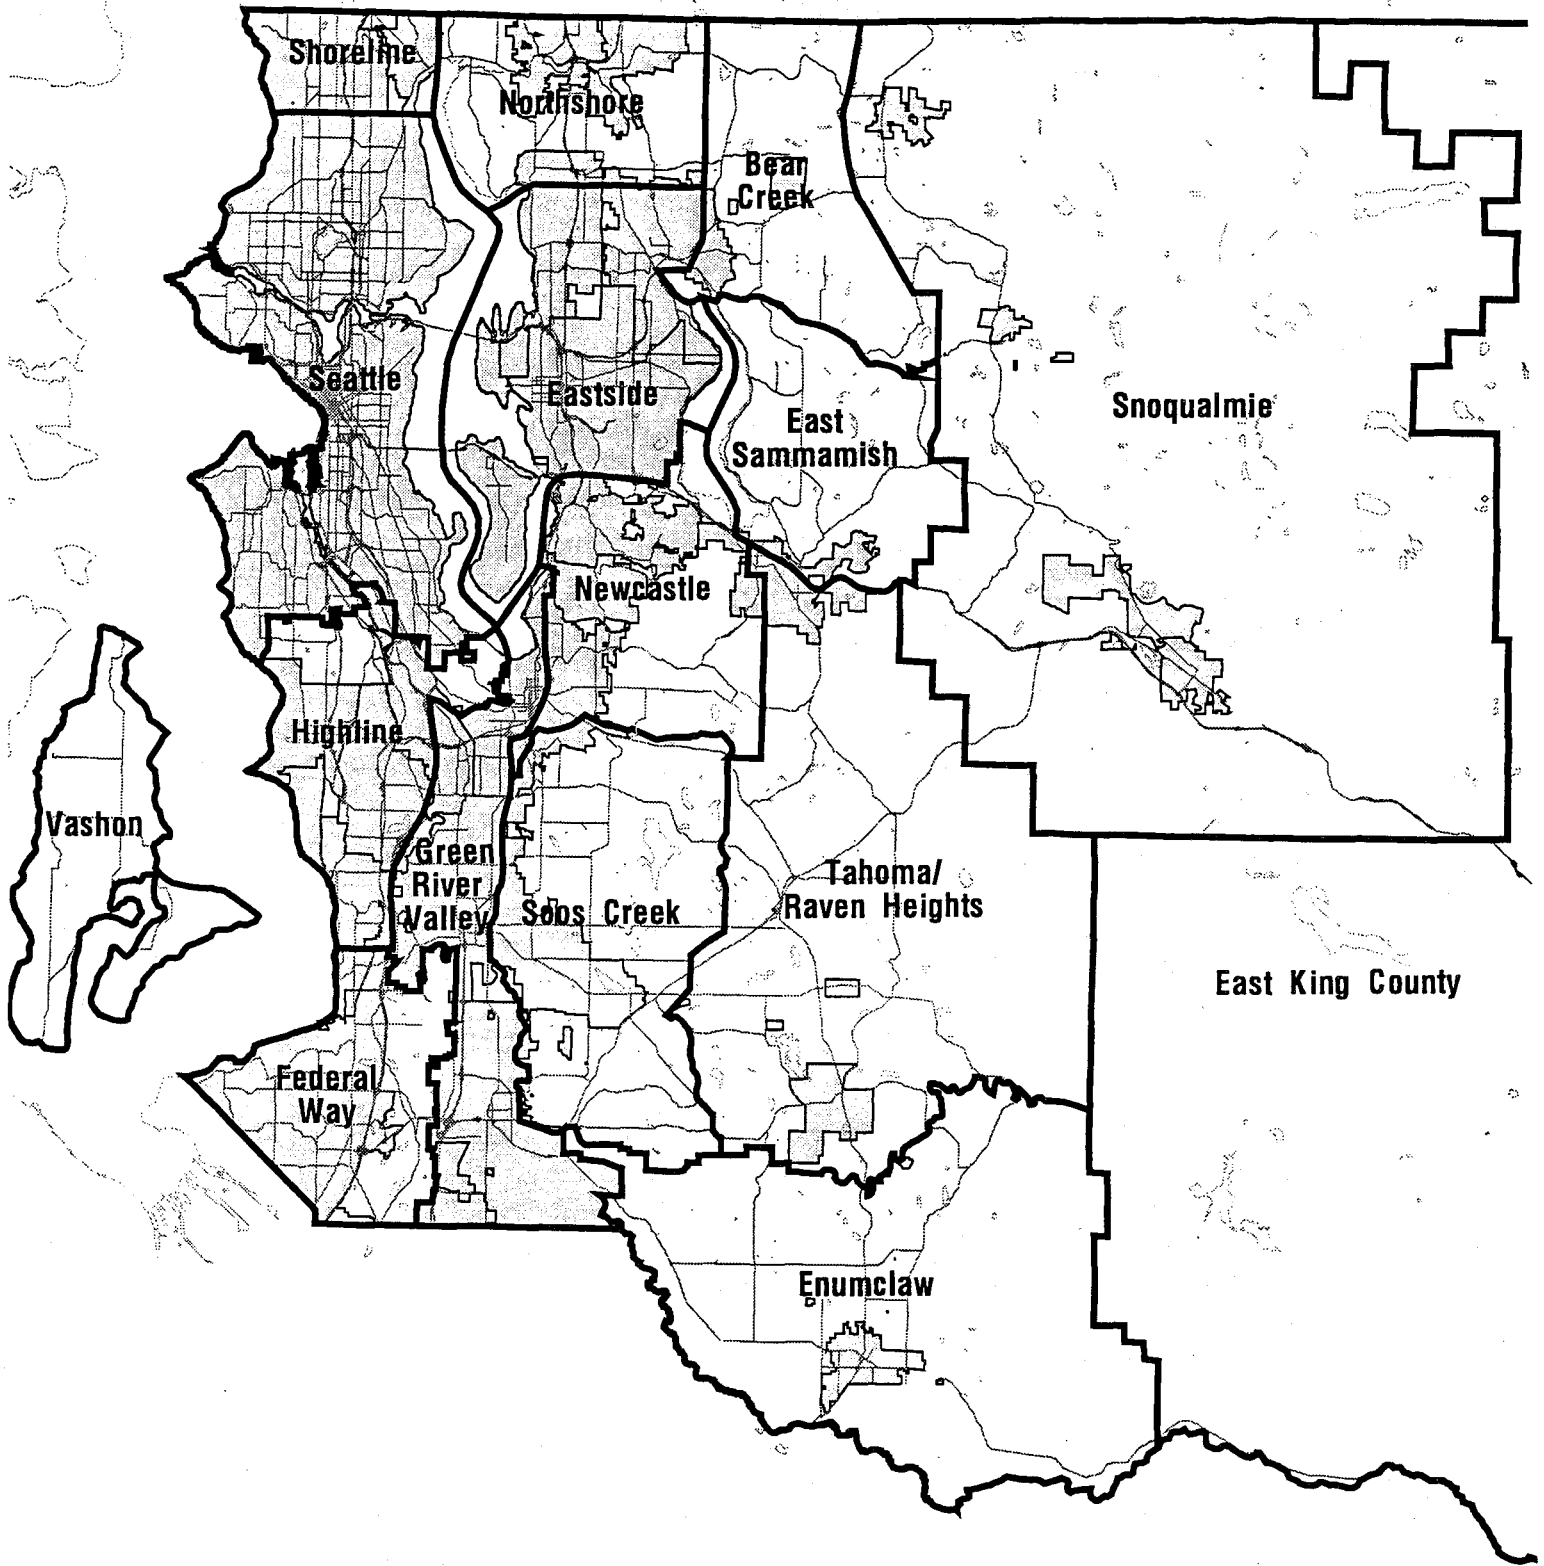 Shoreline
Northshore
Bear
Creek
Seattle
Eastside
East
Sammamish
Snoqualmie
Newcastle
Highline
Vashon
Green
River
Valley
Soos Creek
Tahoma/
Raven Heights
East King County
Federal
Way
Enumclaw